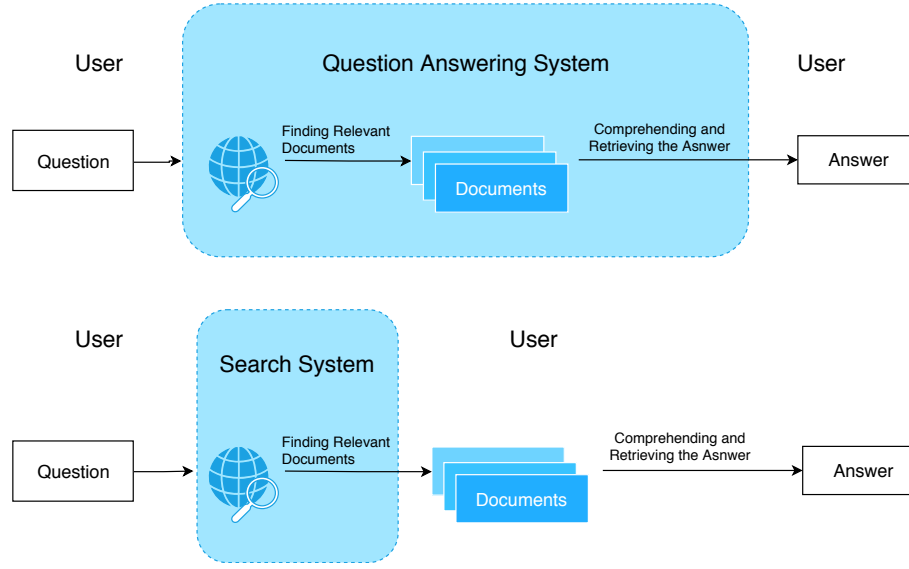 User
Question Answering System
User
Question
Finding Relevant
Documents
Documents
Comprehending and
Retrieving the Asnwer
Answer
User
Search System
User
Question
Finding Relevant
Documents
Documents
Comprehending and
Retrieving the Asnwer
Answer